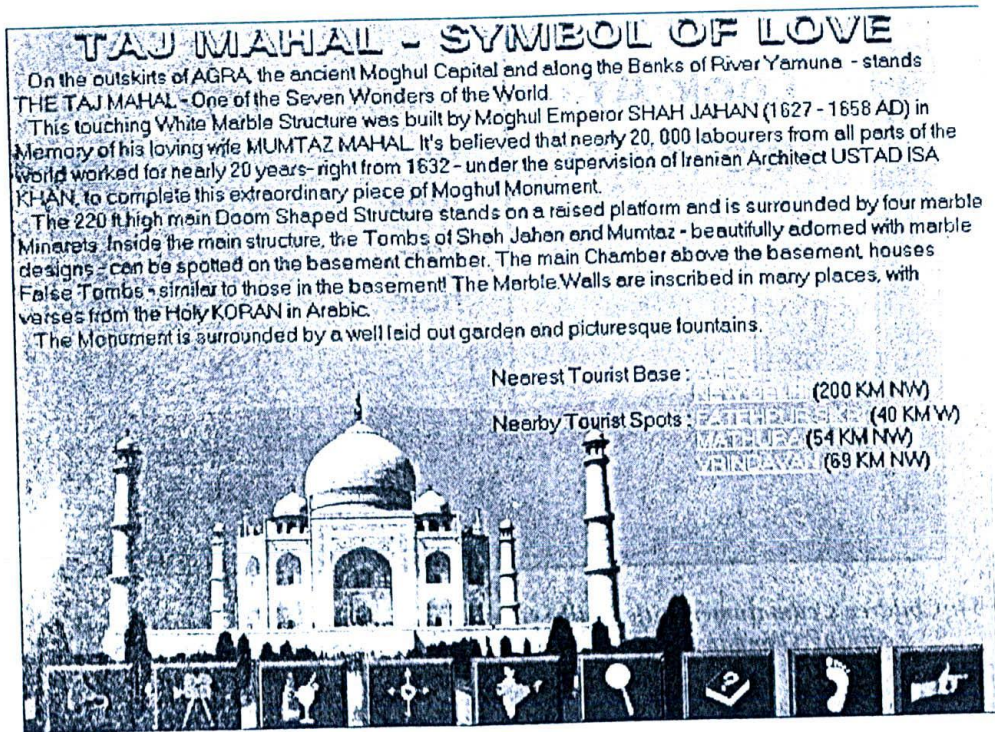 TAJ MAHAL - SYMBOL OF LOVE
On the outskirts of AGRA, the ancient Moghul Capital and along the Banks of River Yamuna - stands
THE TAJ MAHAL - One of the Seven Wonders of the World.
This touching White Marble Structure was built by Moghul Emperor SHAH JAHAN (1627 - 1658 AD) in
Memory of his loving wife MUMTAZ MAHAL. It's believed that nearly 20, 000 labourers from all parts of the
world worked for nearly 20 years- right from 1632 - under the supervision of Iranian Architect USTAD ISA
KHAN, to complete this extraordinary piece of Moghul Monument.
The 220 ft.high main Doom Shaped Structure stands on a raised platform and is surrounded by four marble
Minarets. Inside the main structure, the Tombs of Shah Jahan and Mumtaz - beautifully adorned with marble
designs - can be spotted on the basement chamber. The main Chamber above the basement, houses
False Tombs - similar to those in the basement! The Marble Walls are inscribed in many places, with
verses from the Holy KORAN in Arabic.
The Monument is surrounded by a well laid out garden and picturesque fountains.
Nearest Tourist Base :
NEW DELHI (200 KM NW)
Nearby Tourist Spots : FATEHPUR SIKRI (40 KM W)
MATHURA (54 KM NW)
VRINDAVAN (69 KM NW)